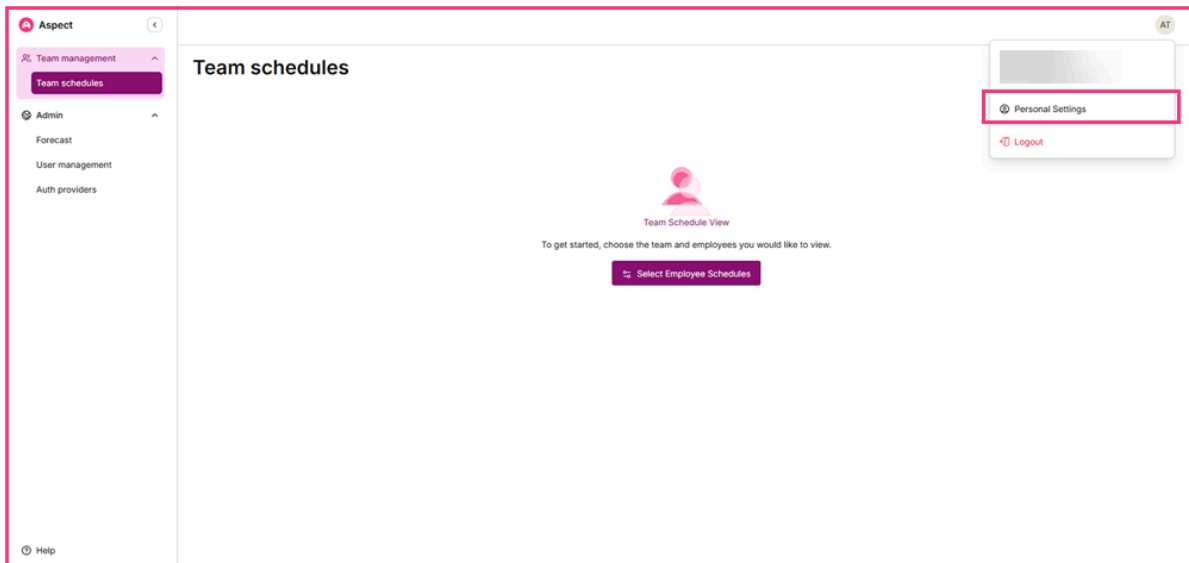 Aspect
AT
Team management
Team schedules
Team schedules
Personal Settings
Admin
Logout
Forecast
User management
Auth providers
Team Schedule View
To get started, choose the team and employees you would like to view.
Select Employee Schedules
Help